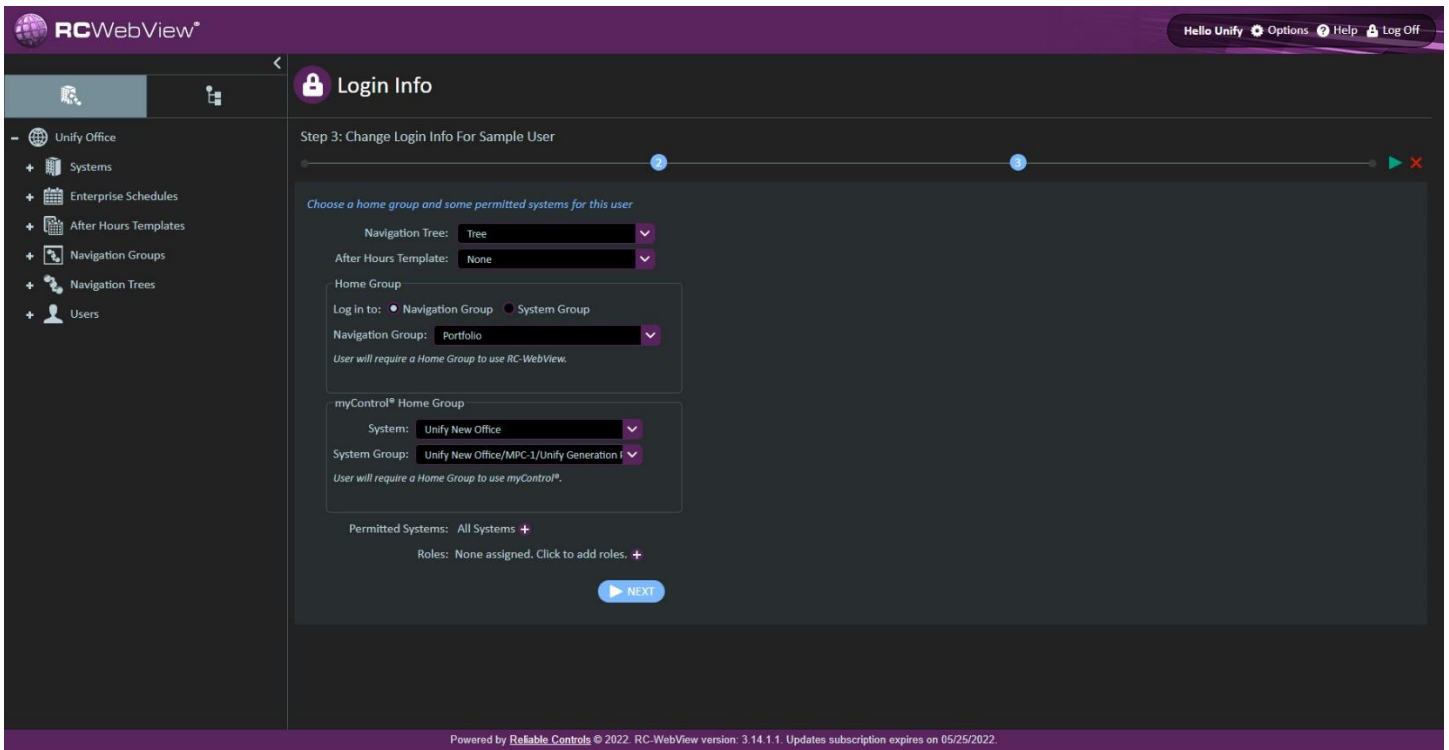 RCWebView®
Hello Unify Options Help Log Off
Login Info
Unify Office
Systems
Enterprise Schedules
After Hours Templates
Navigation Groups
Navigation Trees
Users
Step 3: Change Login Info For Sample User
2
3
Choose a home group and some permitted systems for this user
Navigation Tree: Tree
After Hours Template: None
Home Group
Log in to: Navigation Group System Group
Navigation Group: Portfolio
User will require a Home Group to use RC-WebView.
myControl® Home Group
System: Unify New Office
System Group: Unify New Office/MPC-1/Unify Generation
User will require a Home Group to use myControl®.
Permitted Systems: All Systems +
Roles: None assigned. Click to add roles. +
NEXT
Powered by Reliable Controls © 2022. RC-WebView version: 3.14.1.1. Updates subscription expires on 05/25/2022.